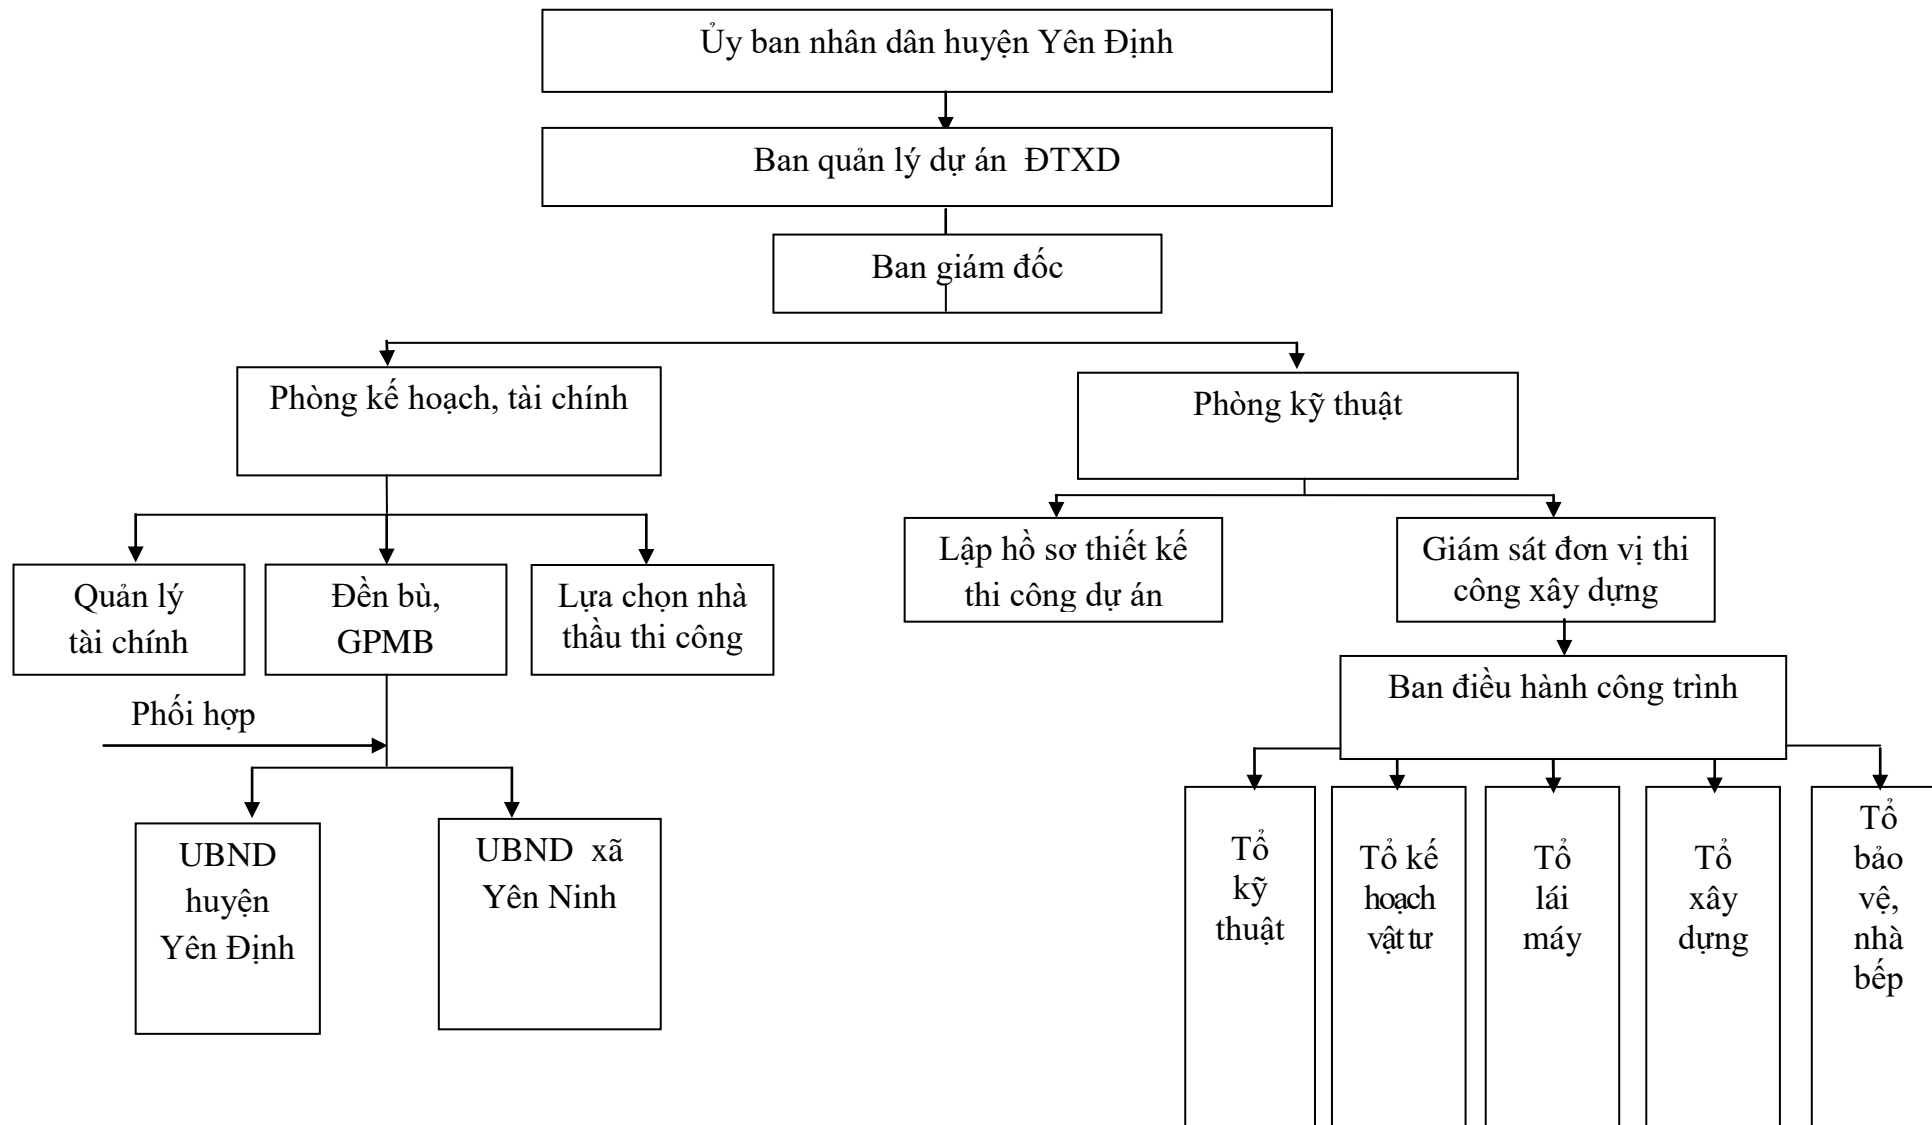 Ủy ban nhân dân huyện Yên Định
Ban quản lý dự án ĐTXD
Ban giám đốc
Phòng kế hoạch, tài chính
Phòng kỹ thuật
Quản lý
tài chính
Đền bù,
GPMB
Lựa chọn nhà
thầu thi công
Lập hồ sơ thiết kế
thi công dự án
Giám sát đơn vị thi
công xây dựng
Phối hợp
Ban điều hành công trình
UBND
huyện
Yên Định
UBND xã
Yên Ninh
Tổ
kỹ
thuật
Tổ kế
hoạch
vật tư
Tổ
lái
máy
Tổ
xây
dựng
Tổ
bảo
vệ,
nhà
bếp